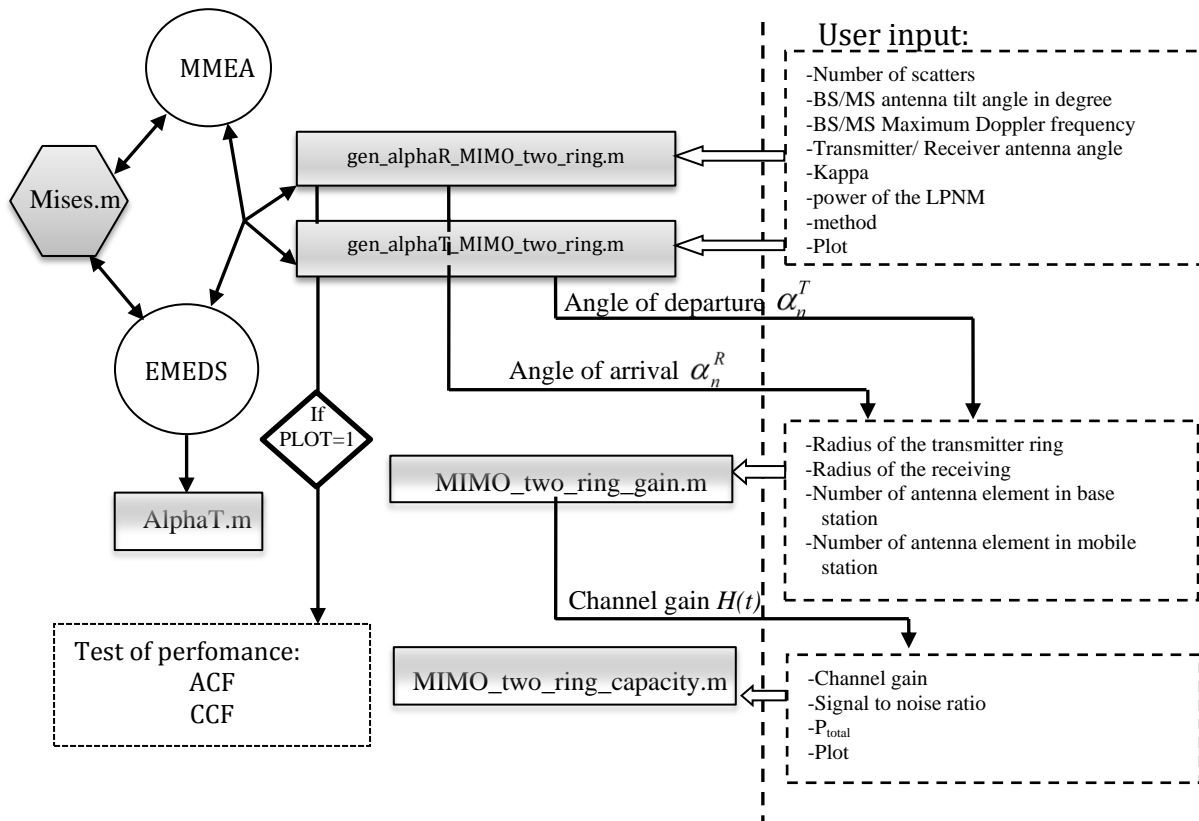 User input:
MMEA
-Number of scatters
-BS/MS antenna tilt angle in degree
-BS/MS Maximum Doppler frequency
-Transmitter/ Receiver antenna angle
-Kappa
-power of the LPNM
-method
-Plot
gen_alphaR_MIMO_two_ring.m
Mises.m
gen_alphaT_MIMO_two_ring.m
Angle of departure α_n^T
Angle of arrival α_n^R
EMEDS
If
PLOT=1
-Radius of the transmitter ring
-Radius of the receiving
-Number of antenna element in base
station
-Number of antenna element in mobile
station
MIMO_two_ring_gain.m
AlphaT.m
Channel gain H(t)
Test of perfomance:
ACF
CCF
MIMO_two_ring_capacity.m
-Channel gain
-Signal to noise ratio
-P_total
-Plot